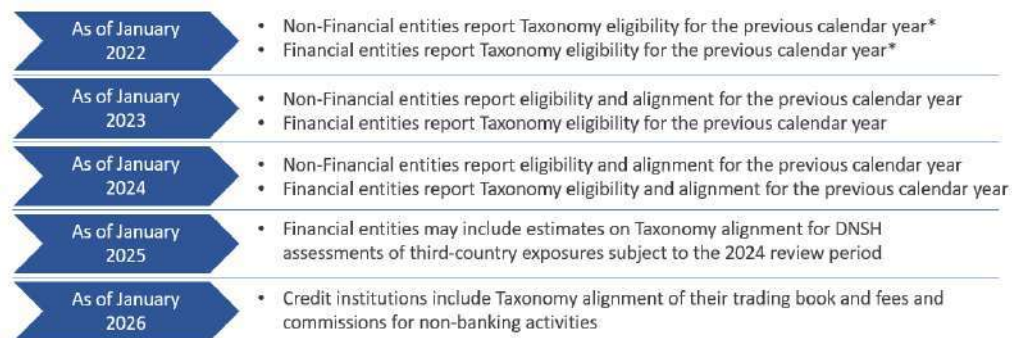 As of January
2022
• Non-Financial entities report Taxonomy eligibility for the previous calendar year*
• Financial entities report Taxonomy eligibility for the previous calendar year*
As of January
2023
• Non-Financial entities report eligibility and alignment for the previous calendar year
• Financial entities report Taxonomy eligibility for the previous calendar year
As of January
2024
• Non-Financial entities report eligibility and alignment for the previous calendar year
• Financial entities report Taxonomy eligibility and alignment for the previous calendar year
As of January
2025
• Financial entities may include estimates on Taxonomy alignment for DNSH
assessments of third-country exposures subject to the 2024 review period
As of January
2026
• Credit institutions include Taxonomy alignment of their trading book and fees and
commissions for non-banking activities